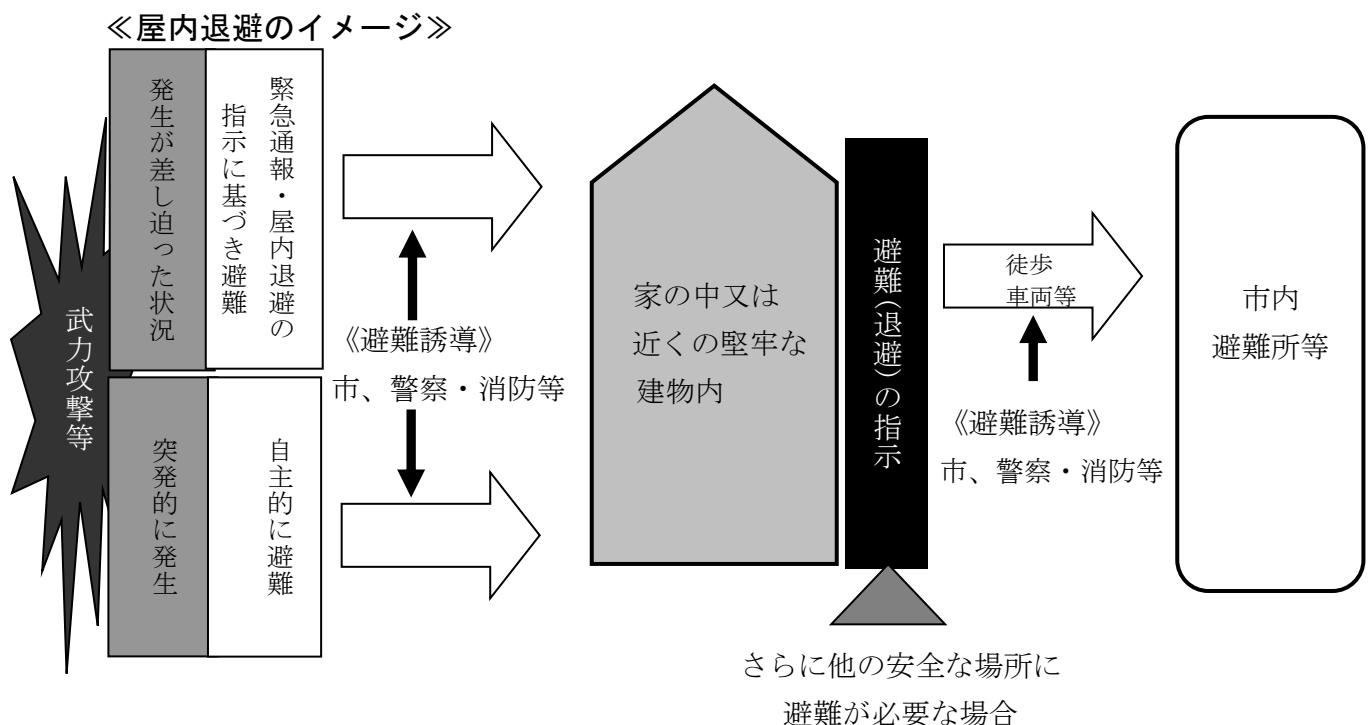 ≪屋内退避のイメージ≫
武力攻撃等
発生が差し迫った状況
緊急通報・屋内退避の
指示に基づき避難
突発的に発生
自主的に避難
《避難誘導》
市、警察・消防等
家の中又は
近くの堅牢な
建物内
避難(退避)の指示
さらに他の安全な場所に
避難が必要な場合
徒歩
車両等
《避難誘導》
市、警察・消防等
市内
避難所等